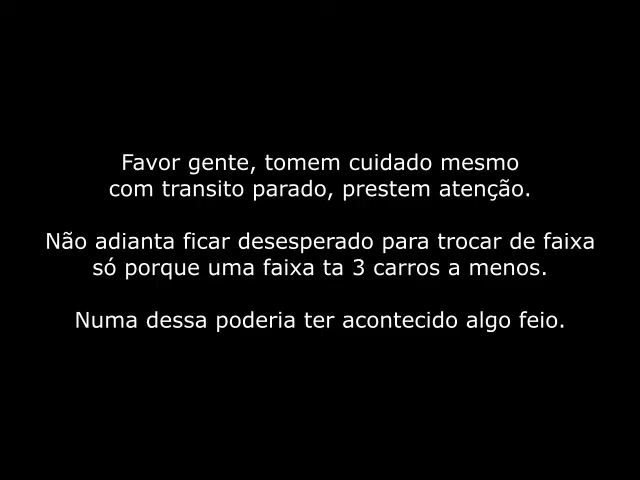 Favor gente, tomem cuidado mesmo
com transito parado, prestem atenção.
Não adianta ficar desesperado para trocar de faixa
só porque uma faixa ta 3 carros a menos.
Numa dessa poderia ter acontecido algo feio.